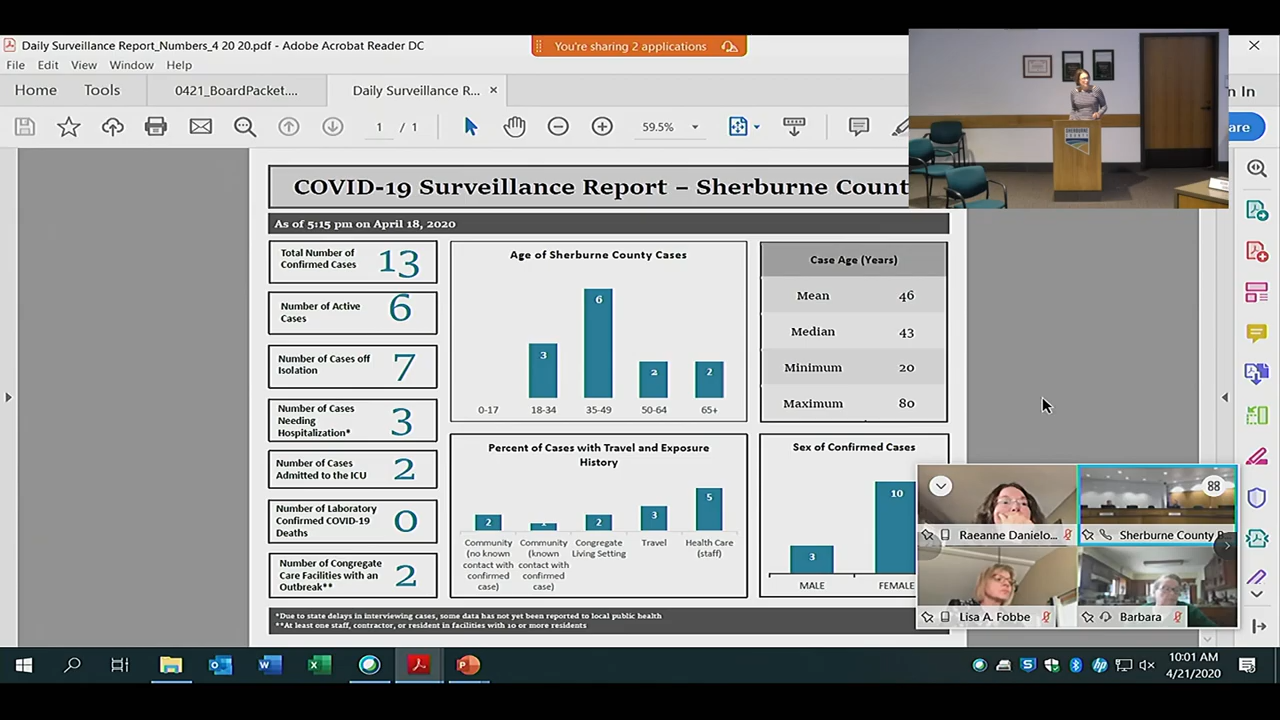 Daily Surveillance Report_Numbers_4 20 20.pdf - Adobe Acrobat Reader DC
You're sharing 2 applications
File Edit View Window Help
Home Tools 0421_BoardPacket.... Daily Surveillance R...
n In
1 / 1 59.5%
are
SHERBURNE
COUNTY
COVID-19 Surveillance Report – Sherburne Count
As of 5:15 pm on April 18, 2020
Total Number of
Confirmed Cases
13
Number of Active
Cases
6
Number of Cases off
Isolation
7
Number of Cases
Needing
Hospitalization*
3
Number of Cases
Admitted to the ICU
2
Number of Laboratory
Confirmed COVID-19
Deaths
0
Number of Congregate
Care Facilities with an
Outbreak**
2
Age of Sherburne County Cases
3 6 2 2
0-17 18-34 35-49 50-64 65+
Case Age (Years)
Mean 46
Median 43
Minimum 20
Maximum 80
Percent of Cases with Travel and Exposure
History
2 1 2 3 5
Community
(no known
contact with
confirmed
case)
Community
(known
contact with
confirmed
case)
Congregate
Living Setting
Travel
Health Care
(staff)
Sex of Confirmed Cases
3 10
MALE FEMALE
*Due to state delays in interviewing cases, some data has not yet been reported to local public health
**At least one staff, contractor, or resident in facilities with 10 or more residents
Raeanne Danielo...
Sherburne County B
Lisa A. Fobbe
Barbara
10:01 AM
4/21/2020